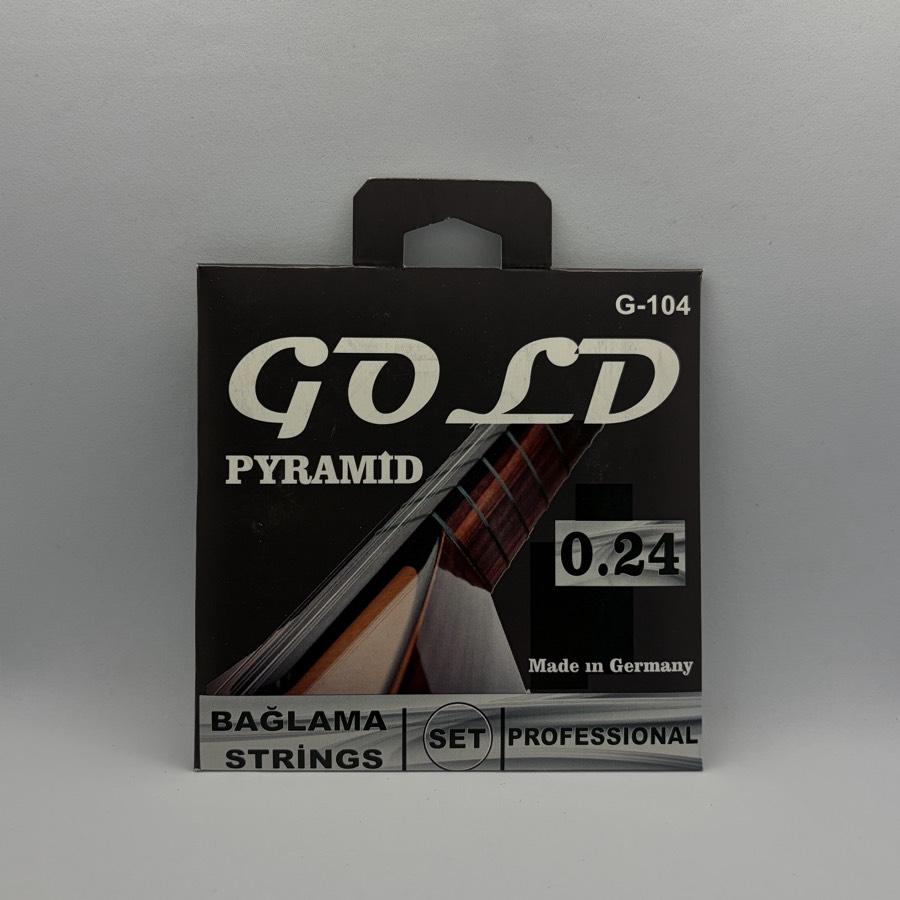 G-104
GOLD
PYRAMİD
0.24
Made ın Germany
BAĞLAMA
STRİNGS
SET
PROFESSIONAL